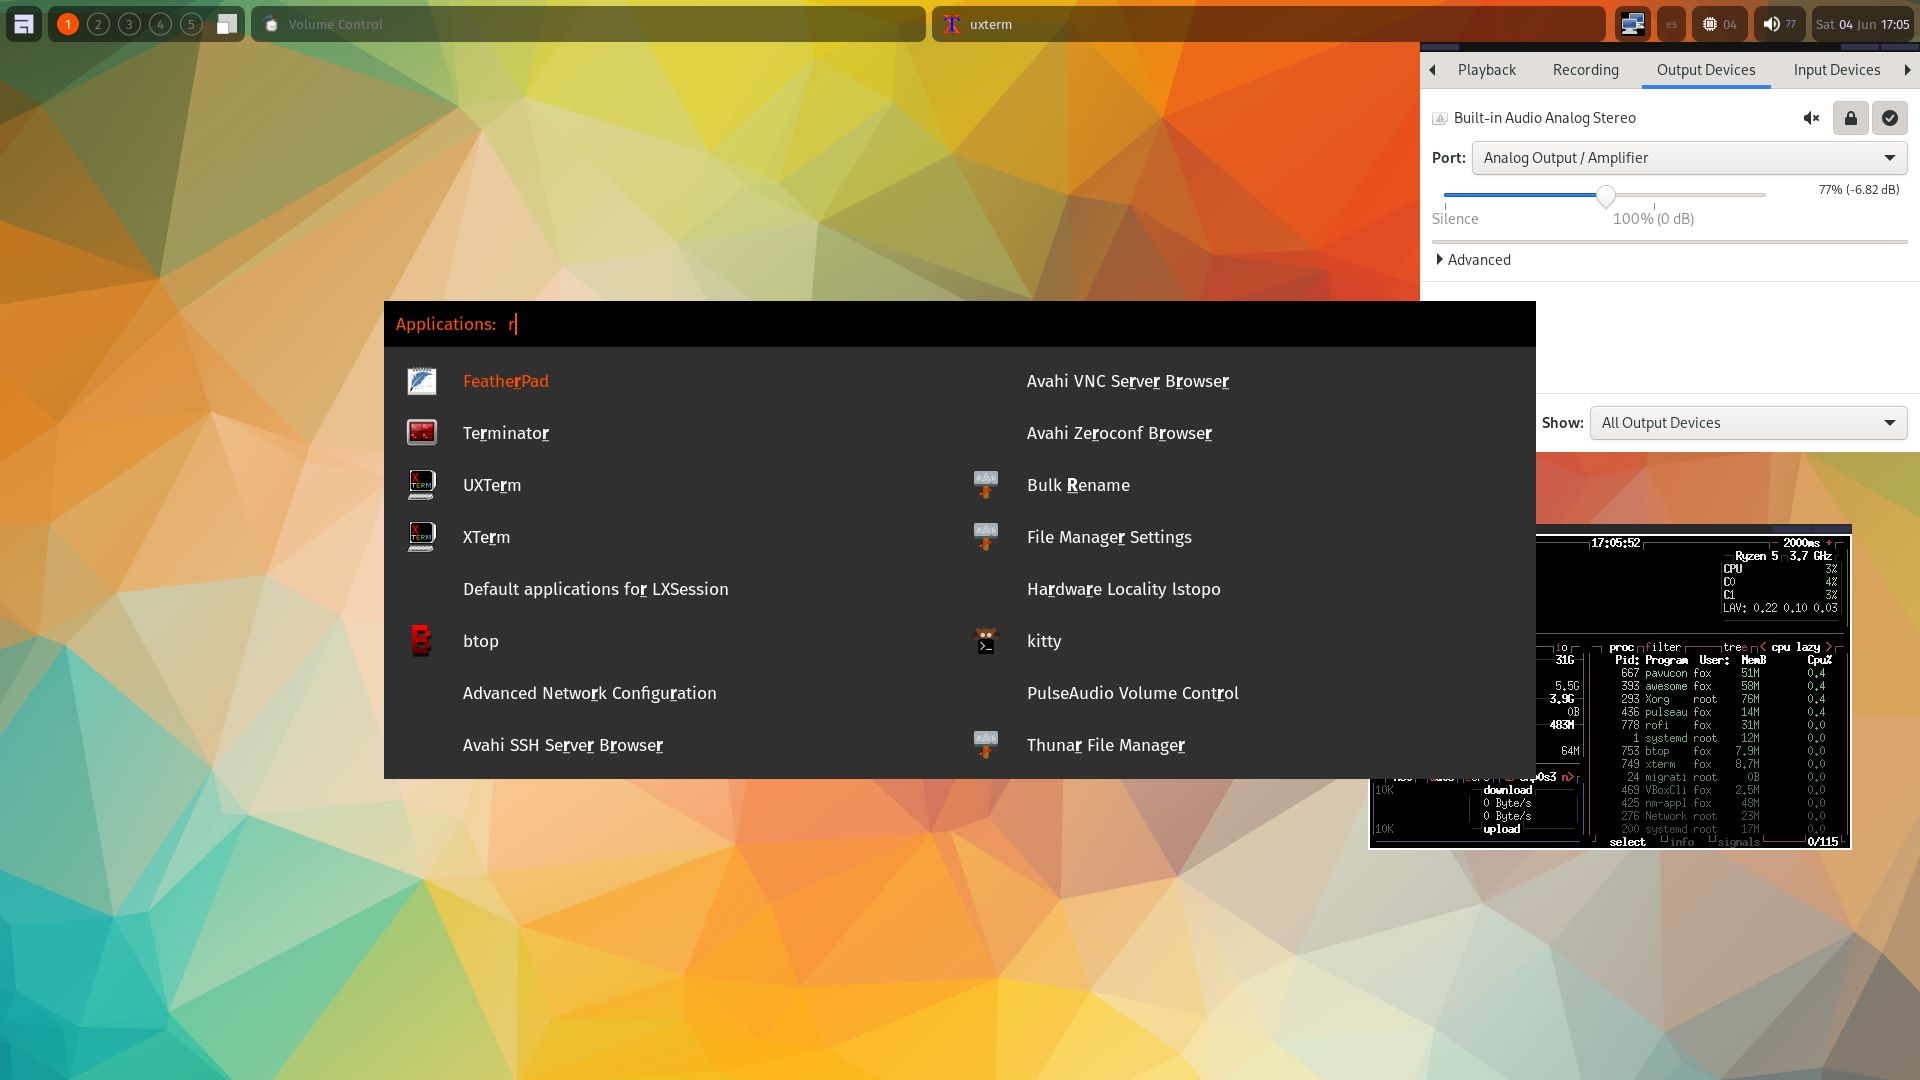 1 2 3 4 5 Volume Control uxterm es 04 77 Sat 04 Jun 17:05
Playback Recording Output Devices Input Devices
Built-in Audio Analog Stereo
Port: Analog Output / Amplifier
77% (-6.82 dB)
Silence 100% (0 dB)
Advanced
Show: All Output Devices
Applications: r
FeatherPad
Terminator
UXTerm
XTerm
Default applications for LXSession
btop
Advanced Network Configuration
Avahi SSH Server Browser
Avahi VNC Server Browser
Avahi Zeroconf Browser
Bulk Rename
File Manager Settings
Hardware Locality lstopo
kitty
PulseAudio Volume Control
Thunar File Manager
17:05:52 - 2000ms +
Ryzen 5 3.7 GHz
CPU 3%
C0 4%
C1 3%
LAV: 0.22 0.10 0.03
io
31G
5.5G
3.9G
0B
483M
64M
proc filter tree < cpu lazy >
Pid: Program User: MemB Cpu%
667 pavucon fox 51M 0.4
393 awesome fox 58M 0.4
293 Xorg root 76M 0.4
436 pulseau fox 14M 0.4
778 rofi fox 31M 0.0
1 systemd root 12M 0.0
753 btop fox 7.9M 0.0
749 xterm fox 8.7M 0.0
24 migrati root 0B 0.0
469 VBoxCli fox 2.5M 0.0
425 nm-appl fox 48M 0.0
276 Network root 23M 0.0
200 systemd root 17M 0.0
select info signals 0/115
10K download
0 Byte/s
0 Byte/s
10K upload